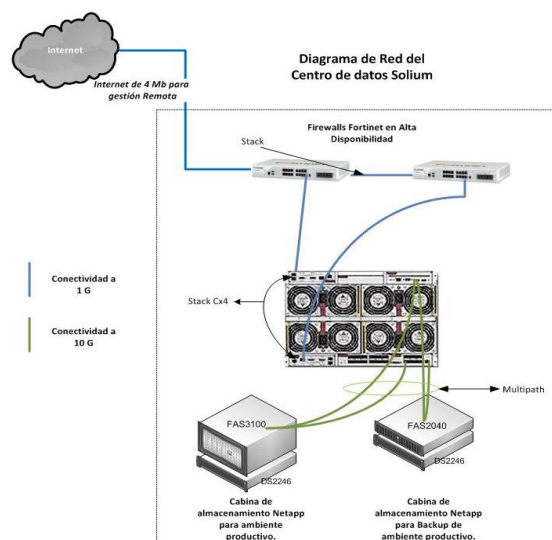 Internet
Internet de 4 Mb para
gestión Remota
Diagrama de Red del
Centro de datos Solium
Firewalls Fortinet en Alta
Disponibilidad
Stack
Conectividad a
1 G
Stack Cx4
Conectividad a
10 G
Multipath
FAS3100
DS2246
FAS2040
DS2246
Cabina de
almacenamiento Netapp
para ambiente
productivo.
Cabina de
almacenamiento Netapp
para Backup de
ambiente productivo.